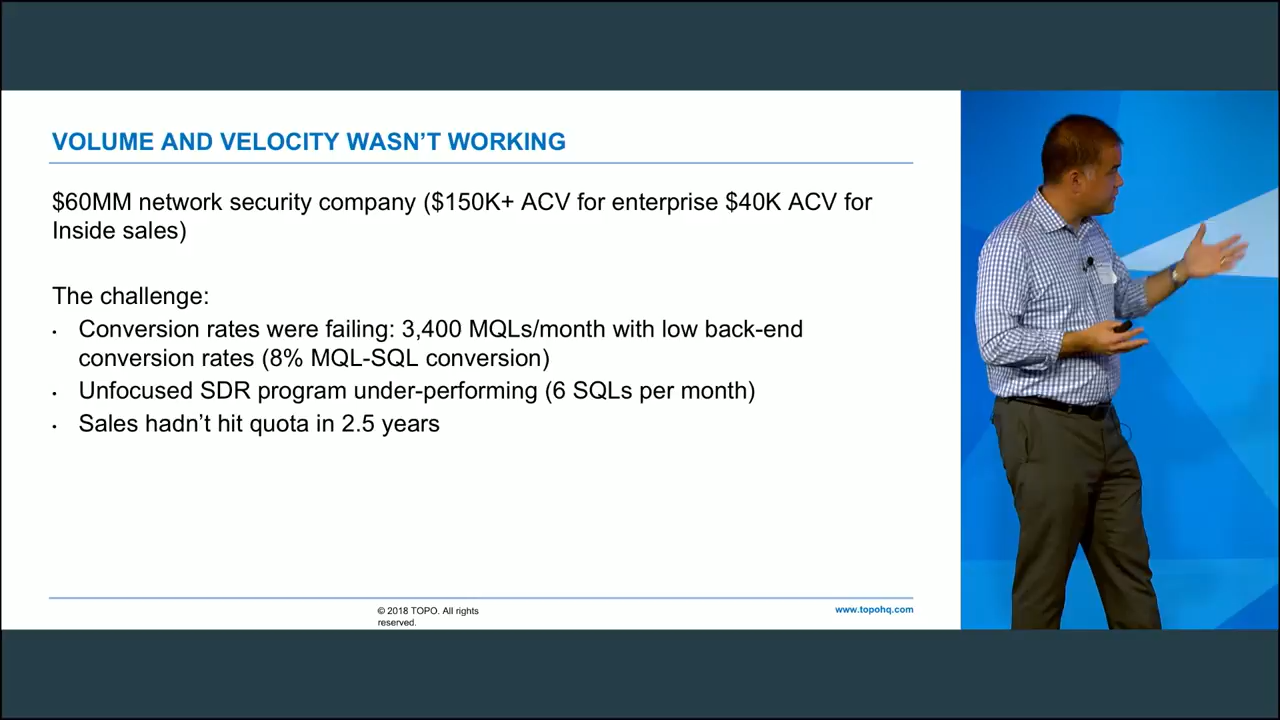 VOLUME AND VELOCITY WASN'T WORKING
$60MM network security company ($150K+ ACV for enterprise $40K ACV for
Inside sales)
The challenge:
• Conversion rates were failing: 3,400 MQLs/month with low back-end
conversion rates (8% MQL-SQL conversion)
• Unfocused SDR program under-performing (6 SQLs per month)
• Sales hadn't hit quota in 2.5 years
© 2018 TOPO. All rights
reserved.
www.topohq.com